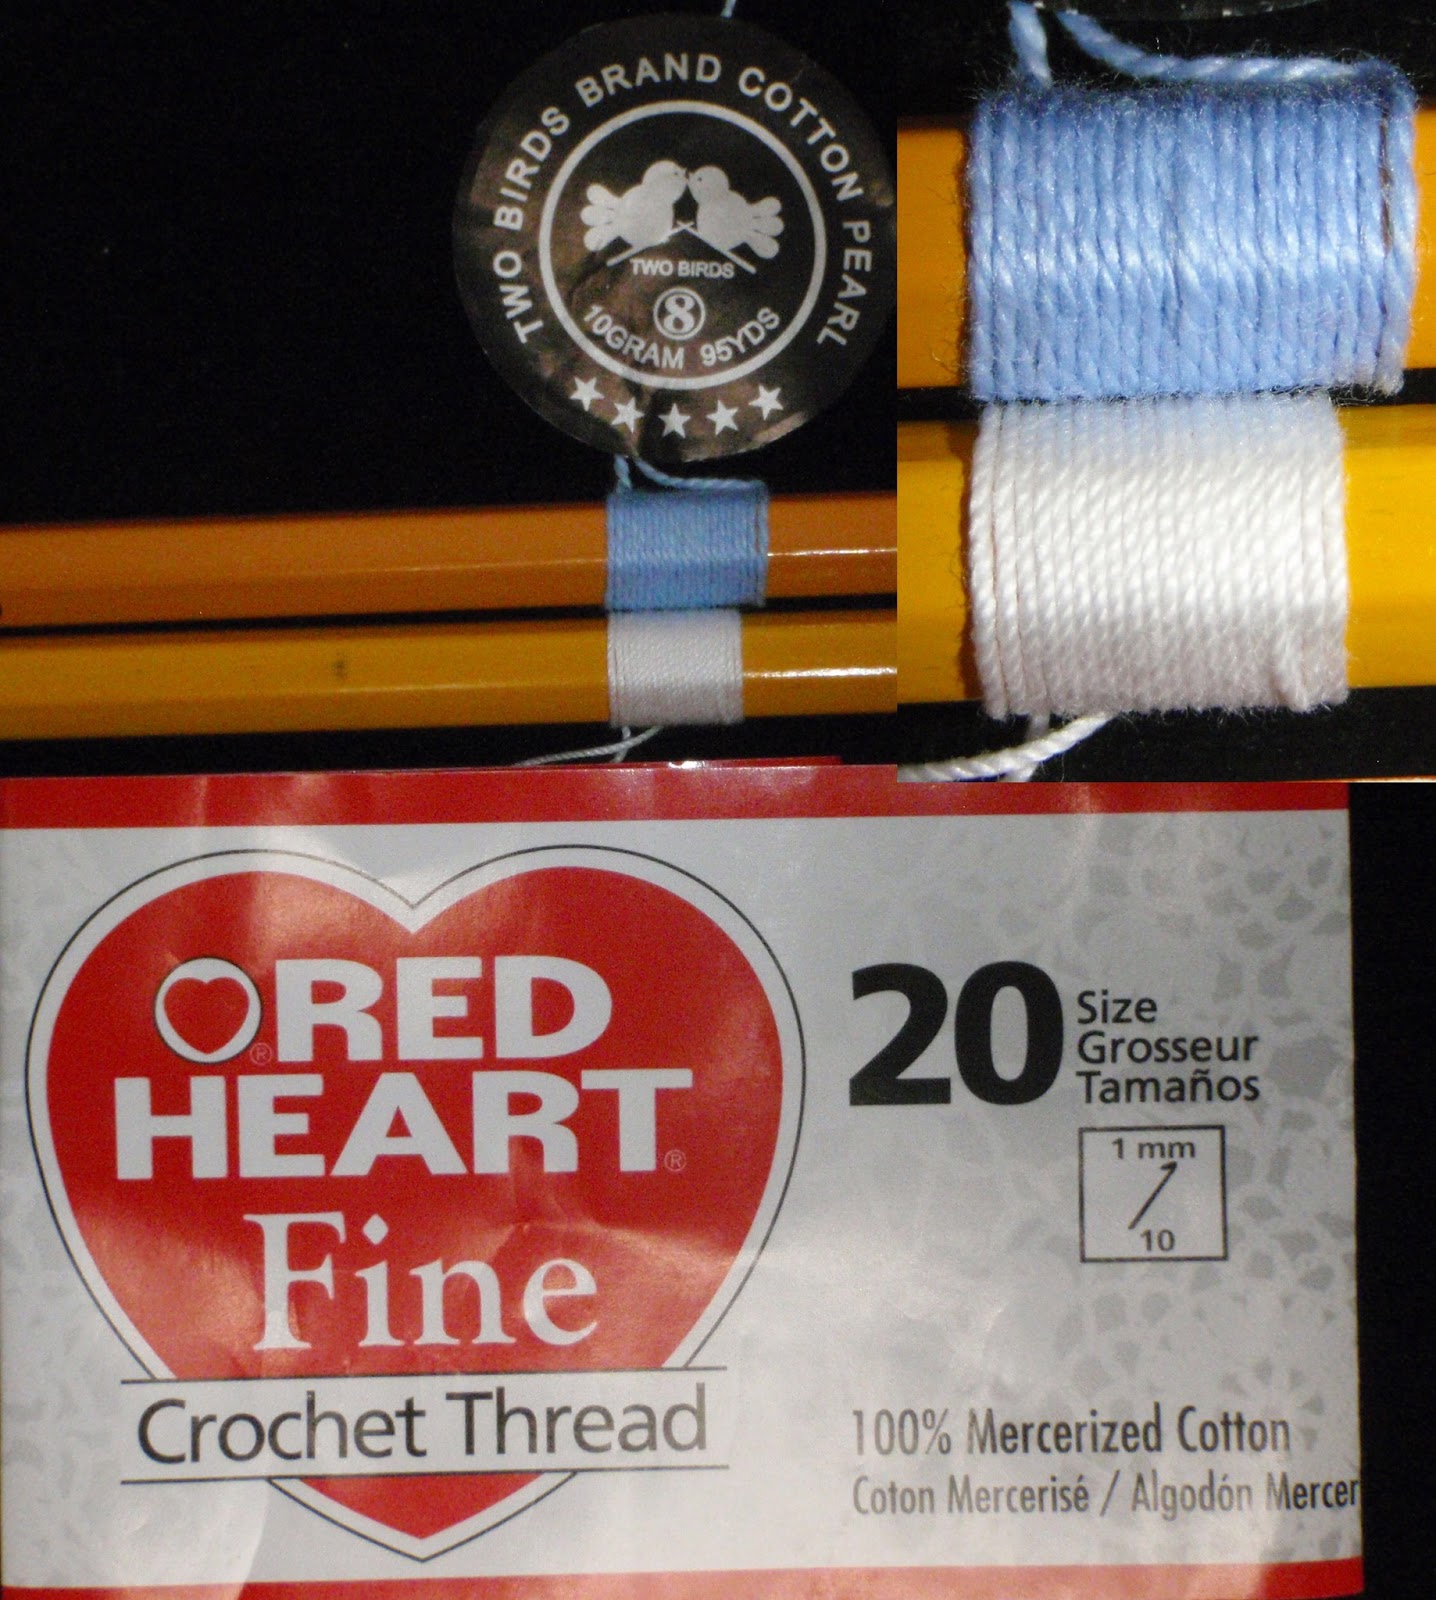 TWO BIRDS BRAND COTTON PEARL
TWO BIRDS
8
10GRAM 95YDS
RED
HEART
Fine
Crochet Thread
20
Size
Grosseur
Tamaños
1 mm
10
100% Mercerized Cotton
Coton Mercerisé / Algodón Mercer